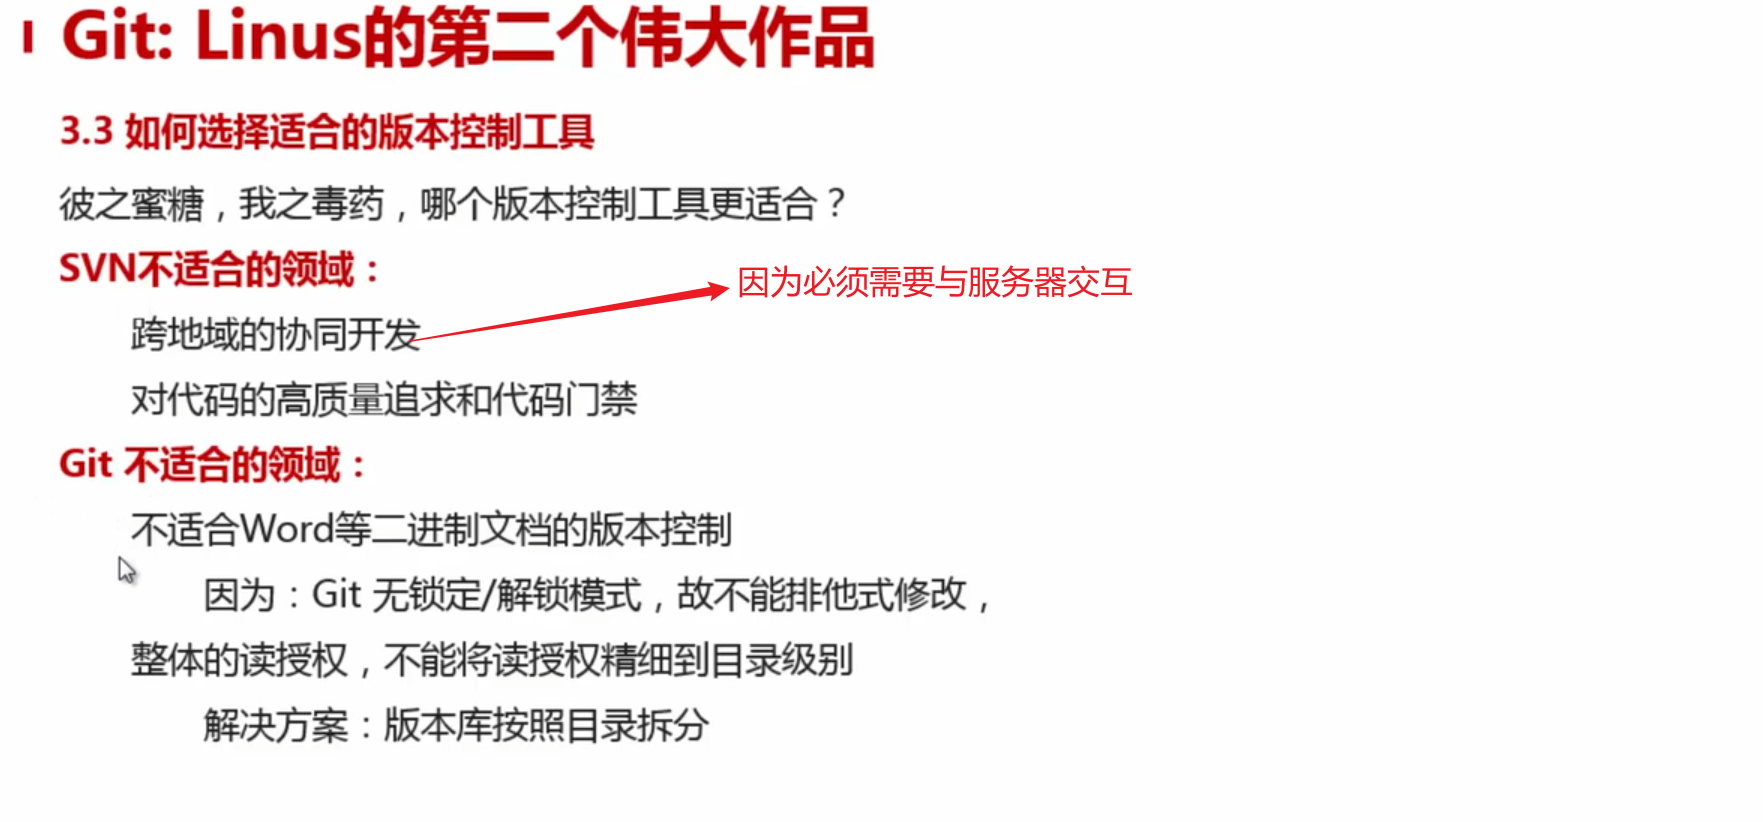 Git: Linus的第二个伟大作品
3.3 如何选择适合的版本控制工具
彼之蜜糖，我之毒药，哪个版本控制工具更适合？
SVN不适合的领域：
因为必须需要与服务器交互
跨地域的协同开发
对代码的高质量追求和代码门禁
Git 不适合的领域：
不适合Word等二进制文档的版本控制
因为：Git 无锁定/解锁模式，故不能排他式修改，
整体的读授权，不能将读授权精细到目录级别
解决方案：版本库按照目录拆分